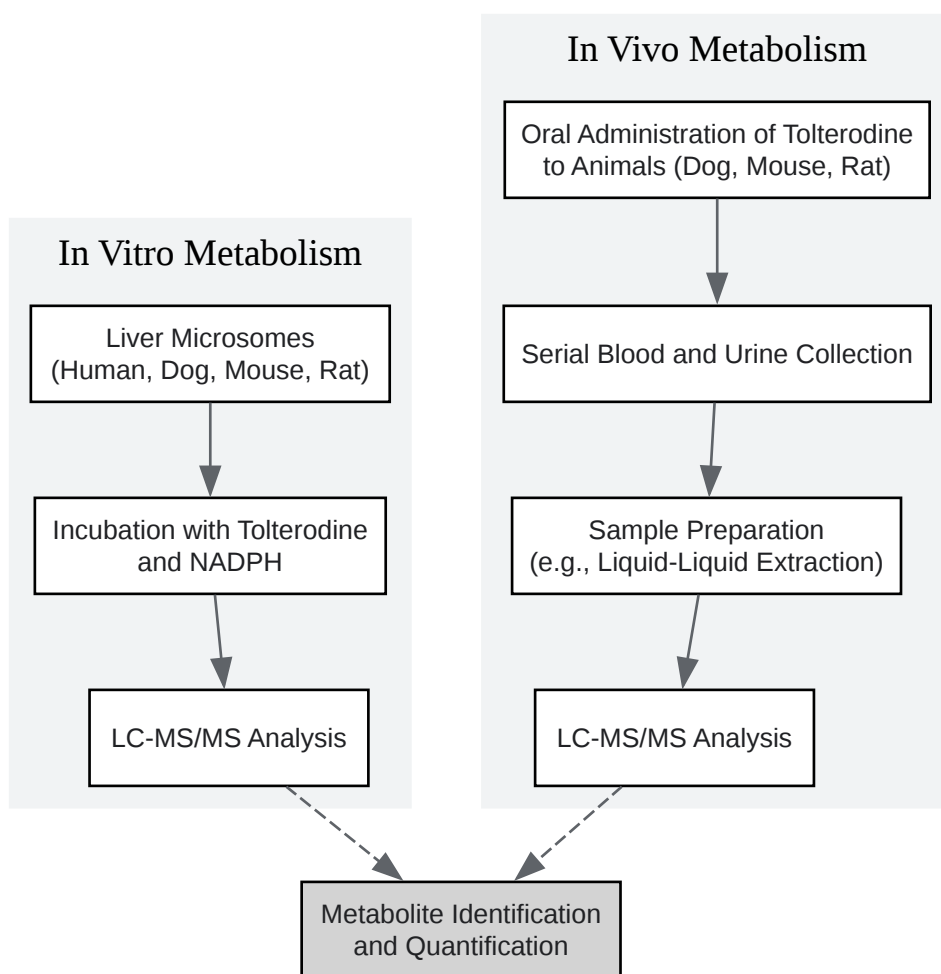 In Vitro Metabolism
Liver Microsomes
(Human, Dog, Mouse, Rat)
Incubation with Tolterodine
and NADPH
LC-MS/MS Analysis
In Vivo Metabolism
Oral Administration of Tolterodine
to Animals (Dog, Mouse, Rat)
Serial Blood and Urine Collection
Sample Preparation
(e.g., Liquid-Liquid Extraction)
LC-MS/MS Analysis
Metabolite Identification
and Quantification